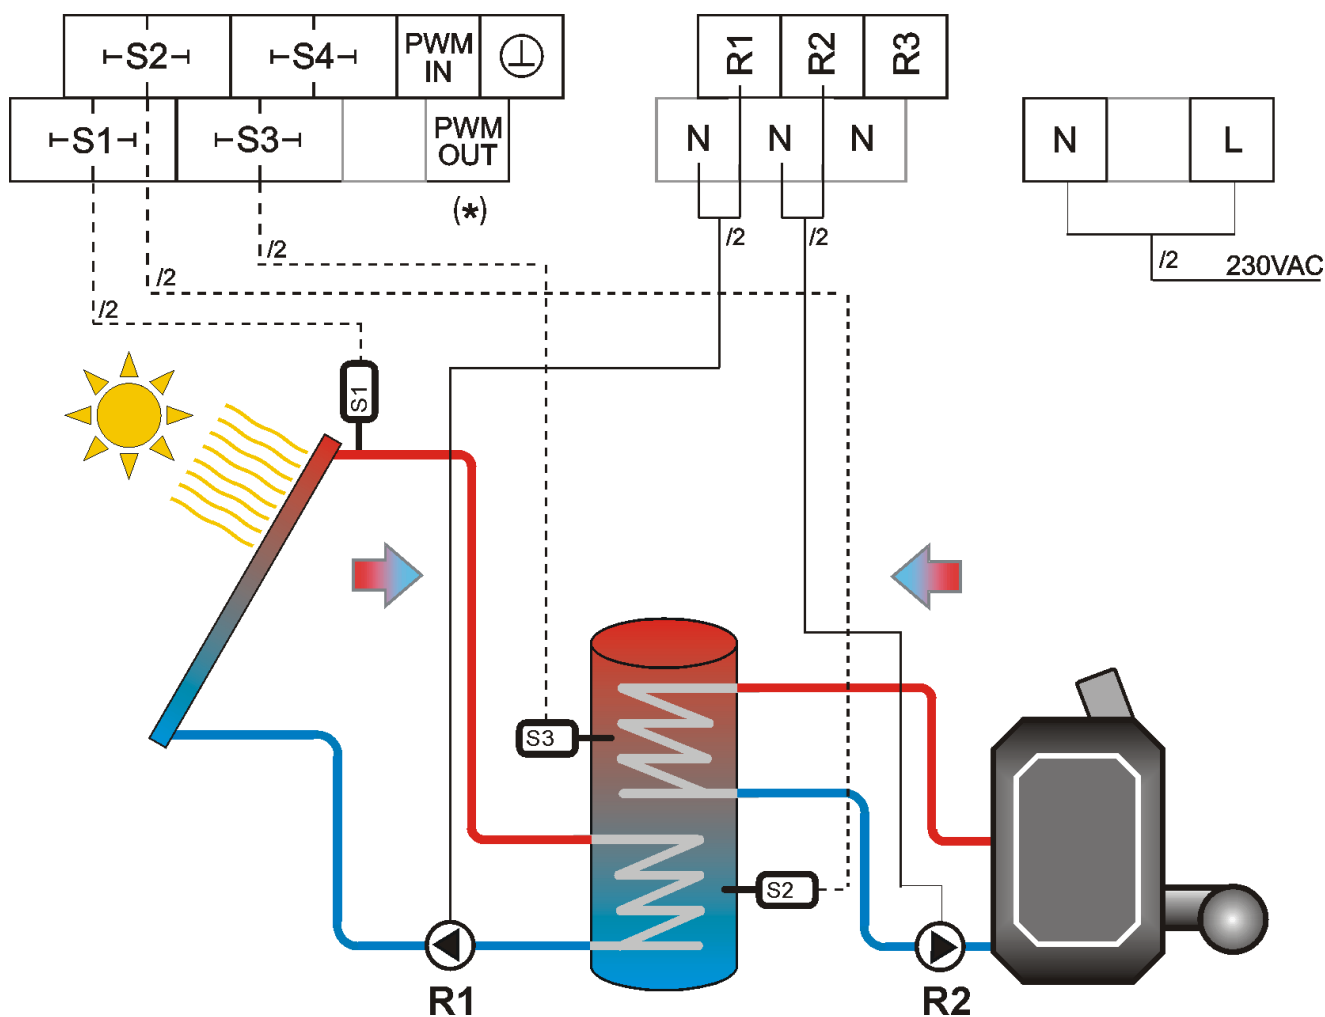 S2 S4 PWM IN R1 R2 R3
S1 S3 PWM OUT N N N N L
(*)
/2 /2 /2
/2 /2 230VAC
/2
S1
S3
S2
R1 R2